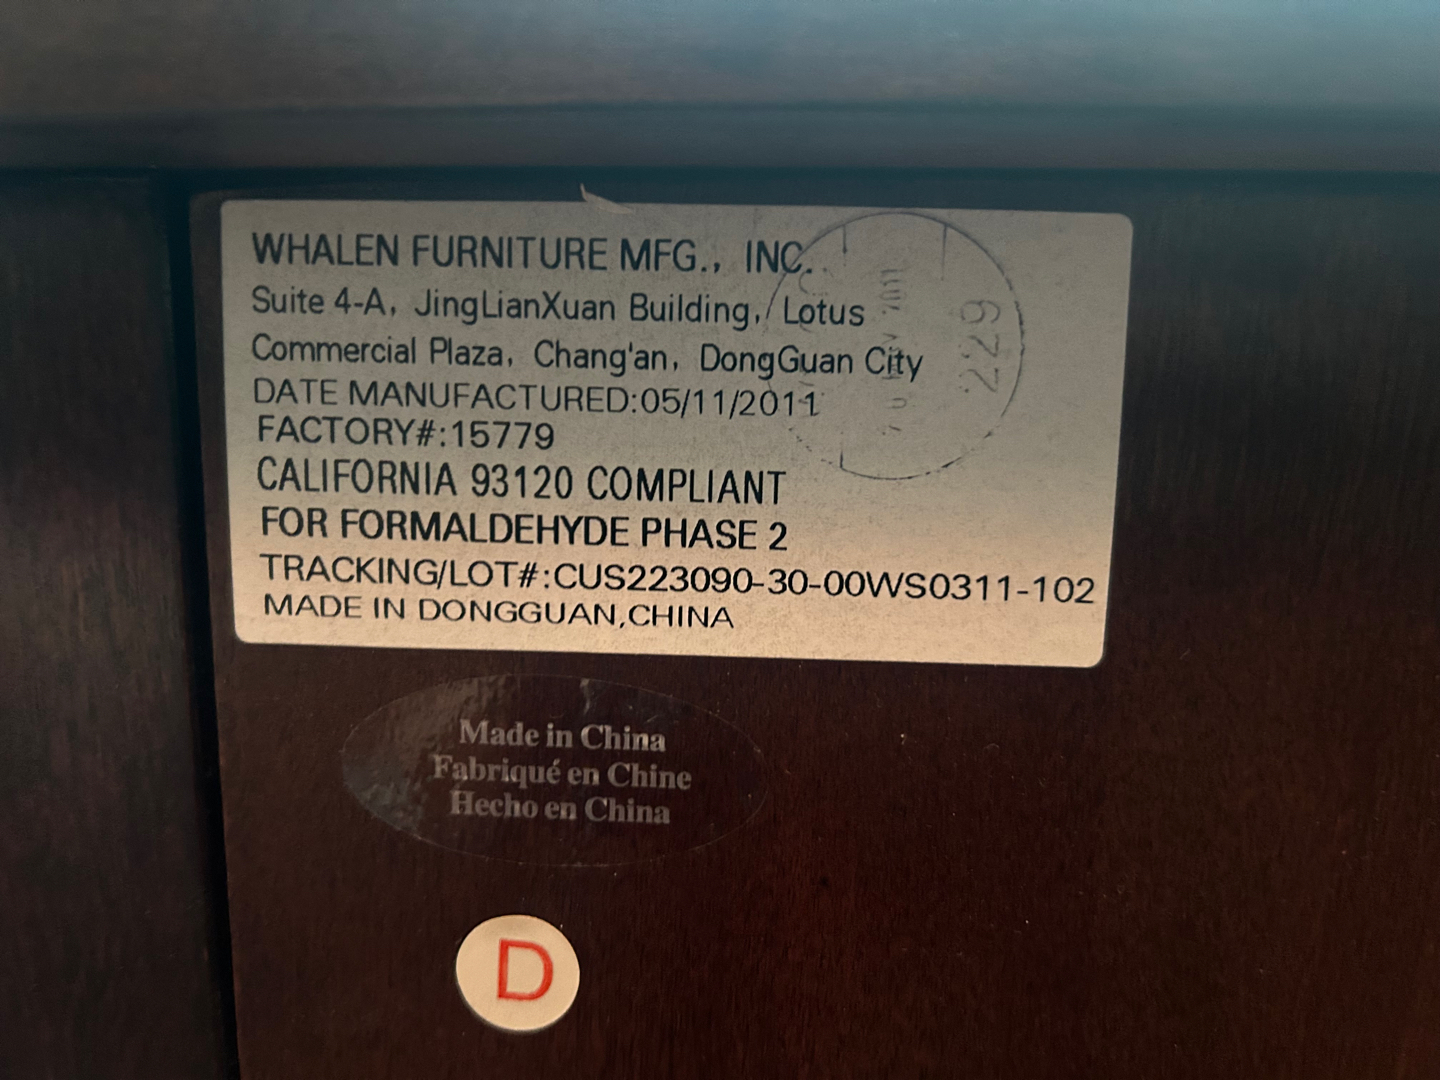 WHALEN FURNITURE MFG., INC.
Suite 4-A, JingLianXuan Building, Lotus
Commercial Plaza, Chang'an, DongGuan City
DATE MANUFACTURED:05/11/2011
FACTORY#:15779
CALIFORNIA 93120 COMPLIANT
FOR FORMALDEHYDE PHASE 2
TRACKING/LOT#:CUS223090-30-00WS0311-102
MADE IN DONGGUAN,CHINA
229
Made in China
Fabriqué en Chine
Hecho en China
D